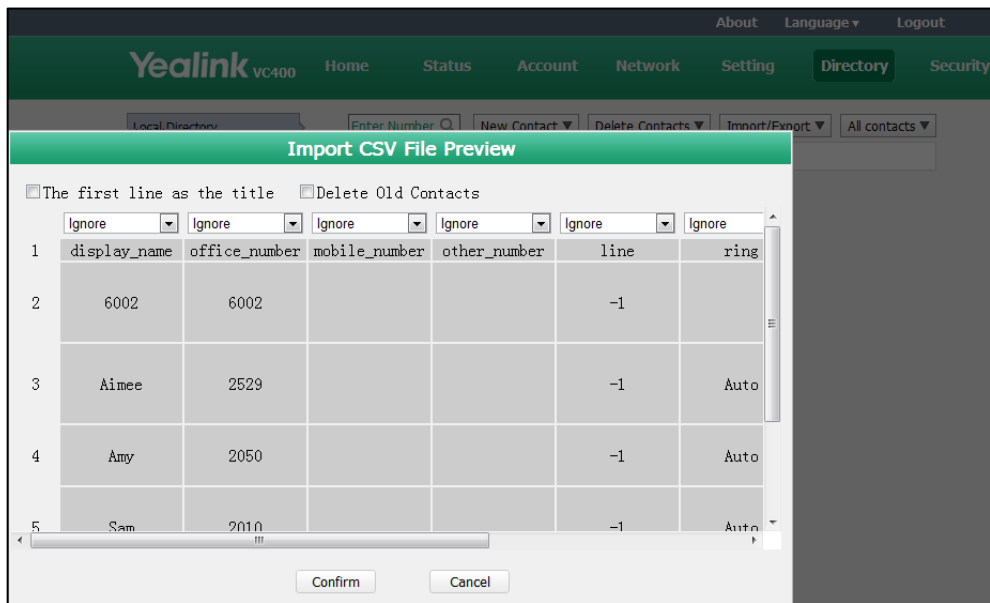 About Language▼ Logout
Yealink VC400 Home Status Account Network Setting Directory Security
Local Directory Enter Number New Contact▼ Delete Contacts▼ Import/Export▼ All contacts▼
Import CSV File Preview
The first line as the title Delete Old Contacts
Ignore Ignore Ignore Ignore Ignore Ignore
1 display_name office_number mobile_number other_number line ring
2 6002 6002 -1
3 Aimee 2529 -1 Auto
4 Amy 2050 -1 Auto
5 Sam 2010 -1 Auto
Confirm Cancel